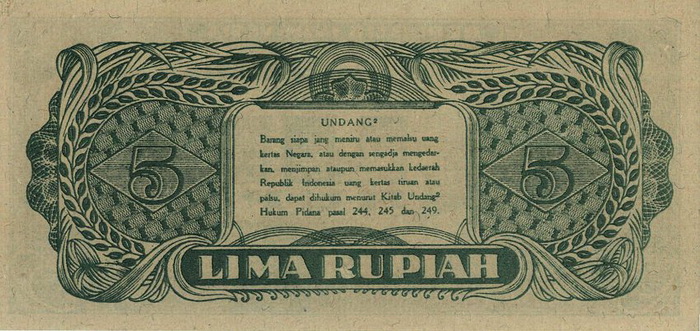 UNDANG²
Barang siapa jang meniru atau memalsu uang
kertas Negara, atau dengan sengadja mengedar-
kan, menjimpan ataupun memasukkan kedaerah
Republik Indonesia uang kertas tiruan atau
palsu, dapat dihukum menurut Kitab Undang²
Hukum Pidana pasal 244, 245 dan 249.
5 5
LIMA RUPIAH